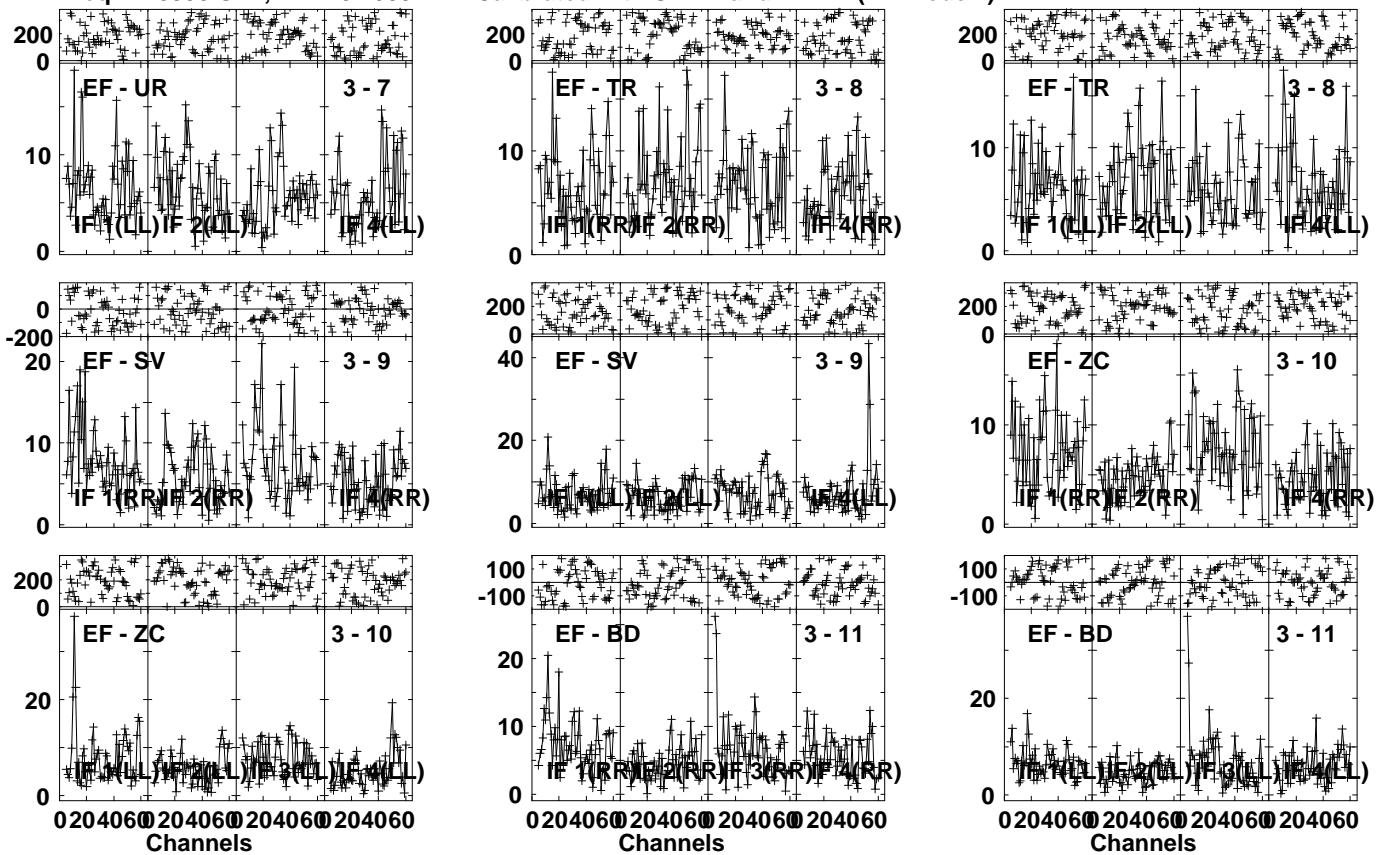 200
0
200
0
200
0
EF - UR 3 - 7
EF - TR 3 - 8
EF - TR 3 - 8
10
0
10
0
10
0
IF 1(LL) IF 2(LL) IF 4(LL)
IF 1(RR) IF 2(RR) IF 4(RR)
IF 1(LL) IF 2(LL) IF 4(LL)
0
-200
200
0
200
0
EF - SV 3 - 9
EF - SV 3 - 9
EF - ZC 3 - 10
20
10
0
40
20
0
10
0
IF 1(RR) IF 2(RR) IF 4(RR)
IF 1(LL) IF 2(LL) IF 4(LL)
IF 1(RR) IF 2(RR) IF 4(RR)
200
0
100
-100
100
-100
EF - ZC 3 - 10
EF - BD 3 - 11
EF - BD 3 - 11
20
0
20
10
0
20
0
IF 1(LL) IF 2(LL) IF 3(LL) IF 4(LL)
IF 1(RR) IF 2(RR) IF 3(RR) IF 4(RR)
IF 1(LL) IF 2(LL) IF 3(LL) IF 4(LL)
0 20 40 60 0 20 40 60 0 20 40 60 0 20 40 60
0 20 40 60 0 20 40 60 0 20 40 60 0 20 40 60
0 20 40 60 0 20 40 60 0 20 40 60 0 20 40 60
Channels
Channels
Channels